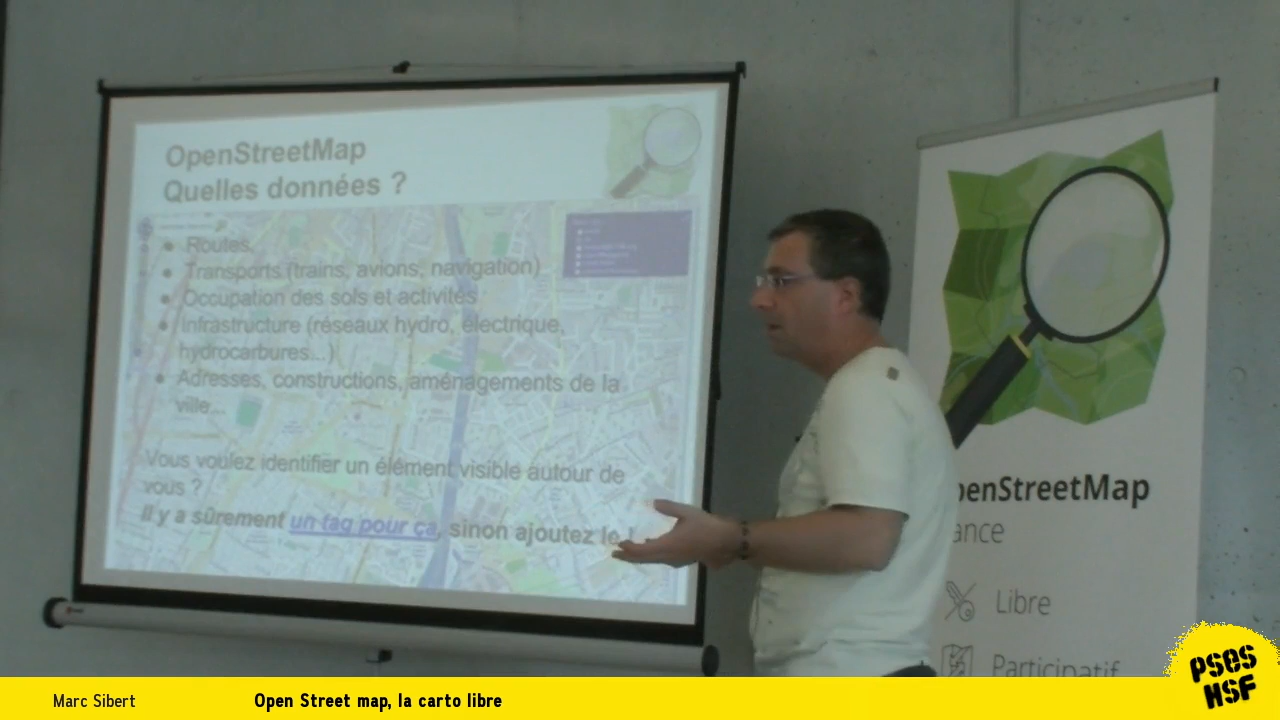 OpenStreetMap
Quelles données ?
● Routes
● Transports (trains, avions, navigation)
● Occupation des sols et activités
● Infrastructure (réseaux hydro, électrique,
hydrocarbures...)
● Adresses, constructions, aménagements de la
ville...
Vous voulez identifier un élément visible autour de
vous ?
Il y a sûrement un tag pour ça, sinon ajoutez le !
penStreetMap
ance
Libre
Participatif
Marc Sibert
Open Street map, la carto libre
PSES
HSF